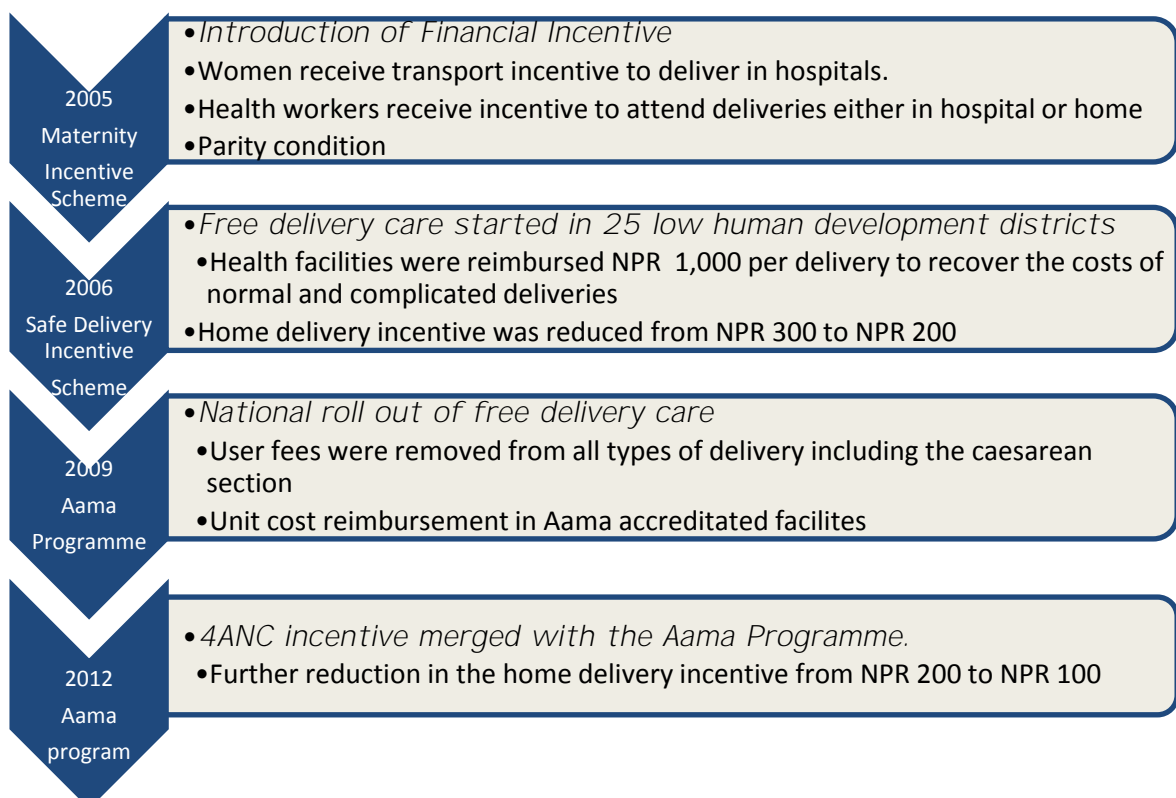 2005
Maternity
Incentive
Scheme
•Introduction of Financial Incentive
•Women receive transport incentive to deliver in hospitals.
•Health workers receive incentive to attend deliveries either in hospital or home
•Parity condition
2006
Safe Delivery
Incentive
Scheme
•Free delivery care started in 25 low human development districts
•Health facilities were reimbursed NPR 1,000 per delivery to recover the costs of
normal and complicated deliveries
•Home delivery incentive was reduced from NPR 300 to NPR 200
2009
Aama
Programme
•National roll out of free delivery care
•User fees were removed from all types of delivery including the caesarean
section
•Unit cost reimbursement in Aama accreditated facilites
2012
Aama
program
•4ANC incentive merged with the Aama Programme.
•Further reduction in the home delivery incentive from NPR 200 to NPR 100